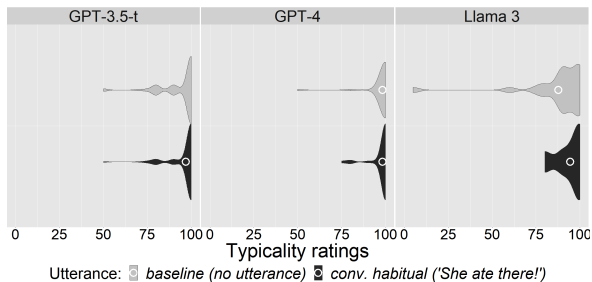 GPT-3.5-t GPT-4 Llama 3
0 25 50 75 100 0 25 50 75 100 0 25 50 75 100
Typicality ratings
Utterance: baseline (no utterance) conv. habitual ('She ate there!')